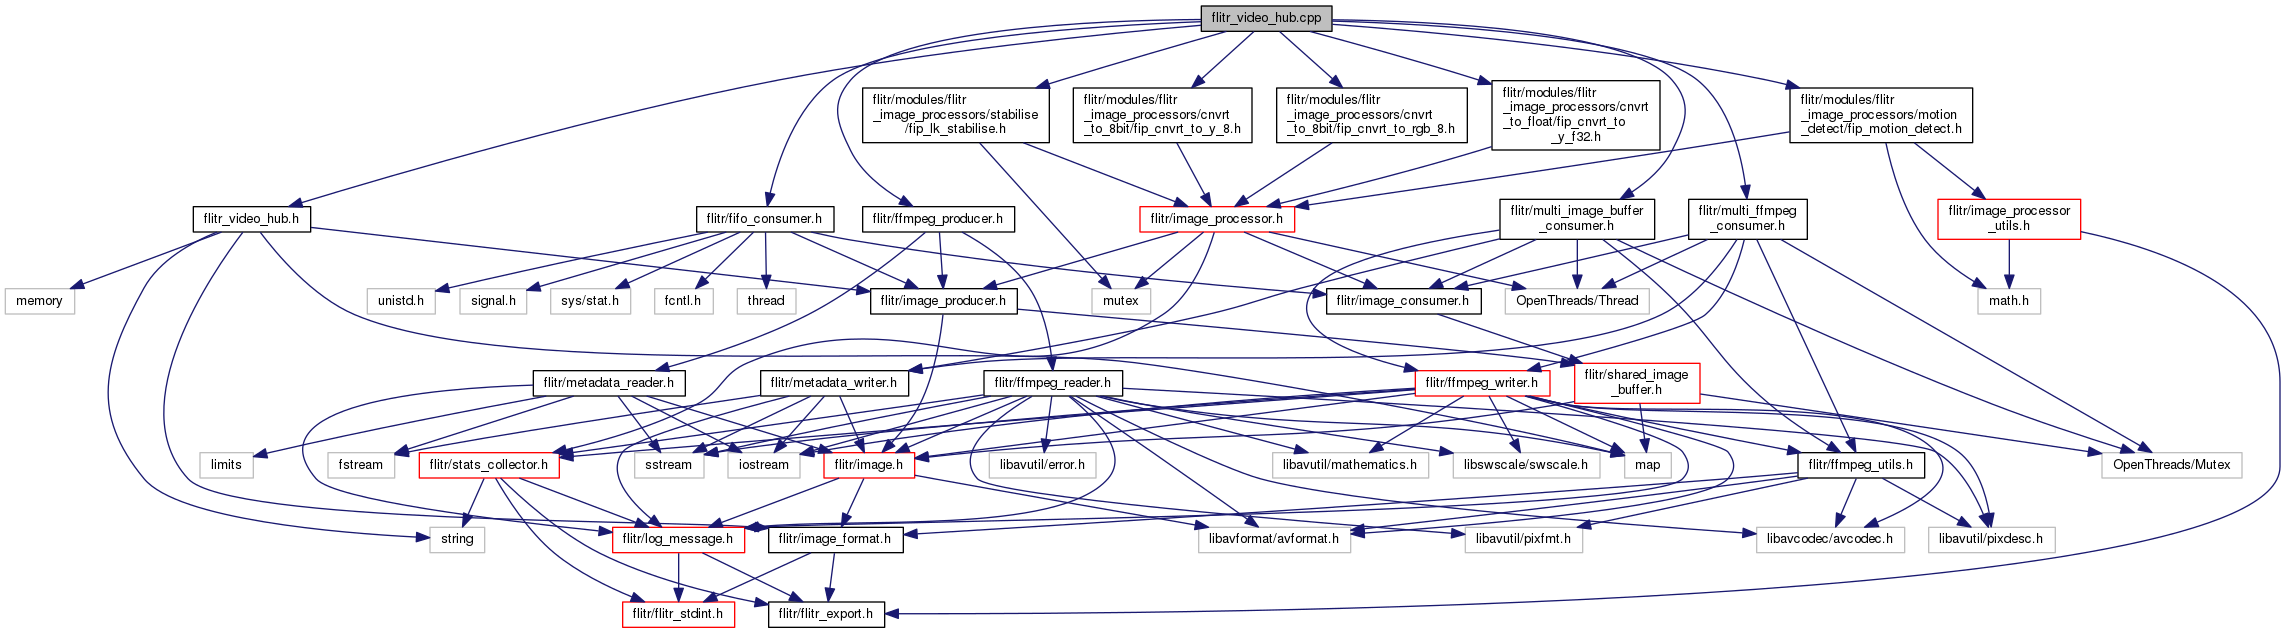 flitr_video_hub.cpp
flitr/modules/flitr
_image_processors/stabilise
/fip_lk_stabilise.h
flitr/modules/flitr
_image_processors/cnvrt
_to_8bit/fip_cnvrt_to_y_8.h
flitr/modules/flitr
_image_processors/cnvrt
_to_8bit/fip_cnvrt_to_rgb_8.h
flitr/modules/flitr
_image_processors/cnvrt
_to_float/fip_cnvrt_to
_y_f32.h
flitr/modules/flitr
_image_processors/motion
_detect/fip_motion_detect.h
flitr_video_hub.h
flitr/fifo_consumer.h
flitr/ffmpeg_producer.h
flitr/image_processor.h
flitr/multi_image_buffer
_consumer.h
flitr/multi_ffmpeg
_consumer.h
flitr/image_processor
_utils.h
memory
unistd.h
signal.h
sys/stat.h
fcntl.h
thread
flitr/image_producer.h
mutex
flitr/image_consumer.h
OpenThreads/Thread
math.h
flitr/metadata_reader.h
flitr/metadata_writer.h
flitr/ffmpeg_reader.h
flitr/ffmpeg_writer.h
flitr/shared_image
_buffer.h
limits
fstream
flitr/stats_collector.h
sstream
iostream
flitr/image.h
libavutil/error.h
libavutil/mathematics.h
libswscale/swscale.h
map
flitr/ffmpeg_utils.h
OpenThreads/Mutex
string
flitr/log_message.h
flitr/image_format.h
libavformat/avformat.h
libavutil/pixfmt.h
libavcodec/avcodec.h
libavutil/pixdesc.h
flitr/flitr_stdint.h
flitr/flitr_export.h